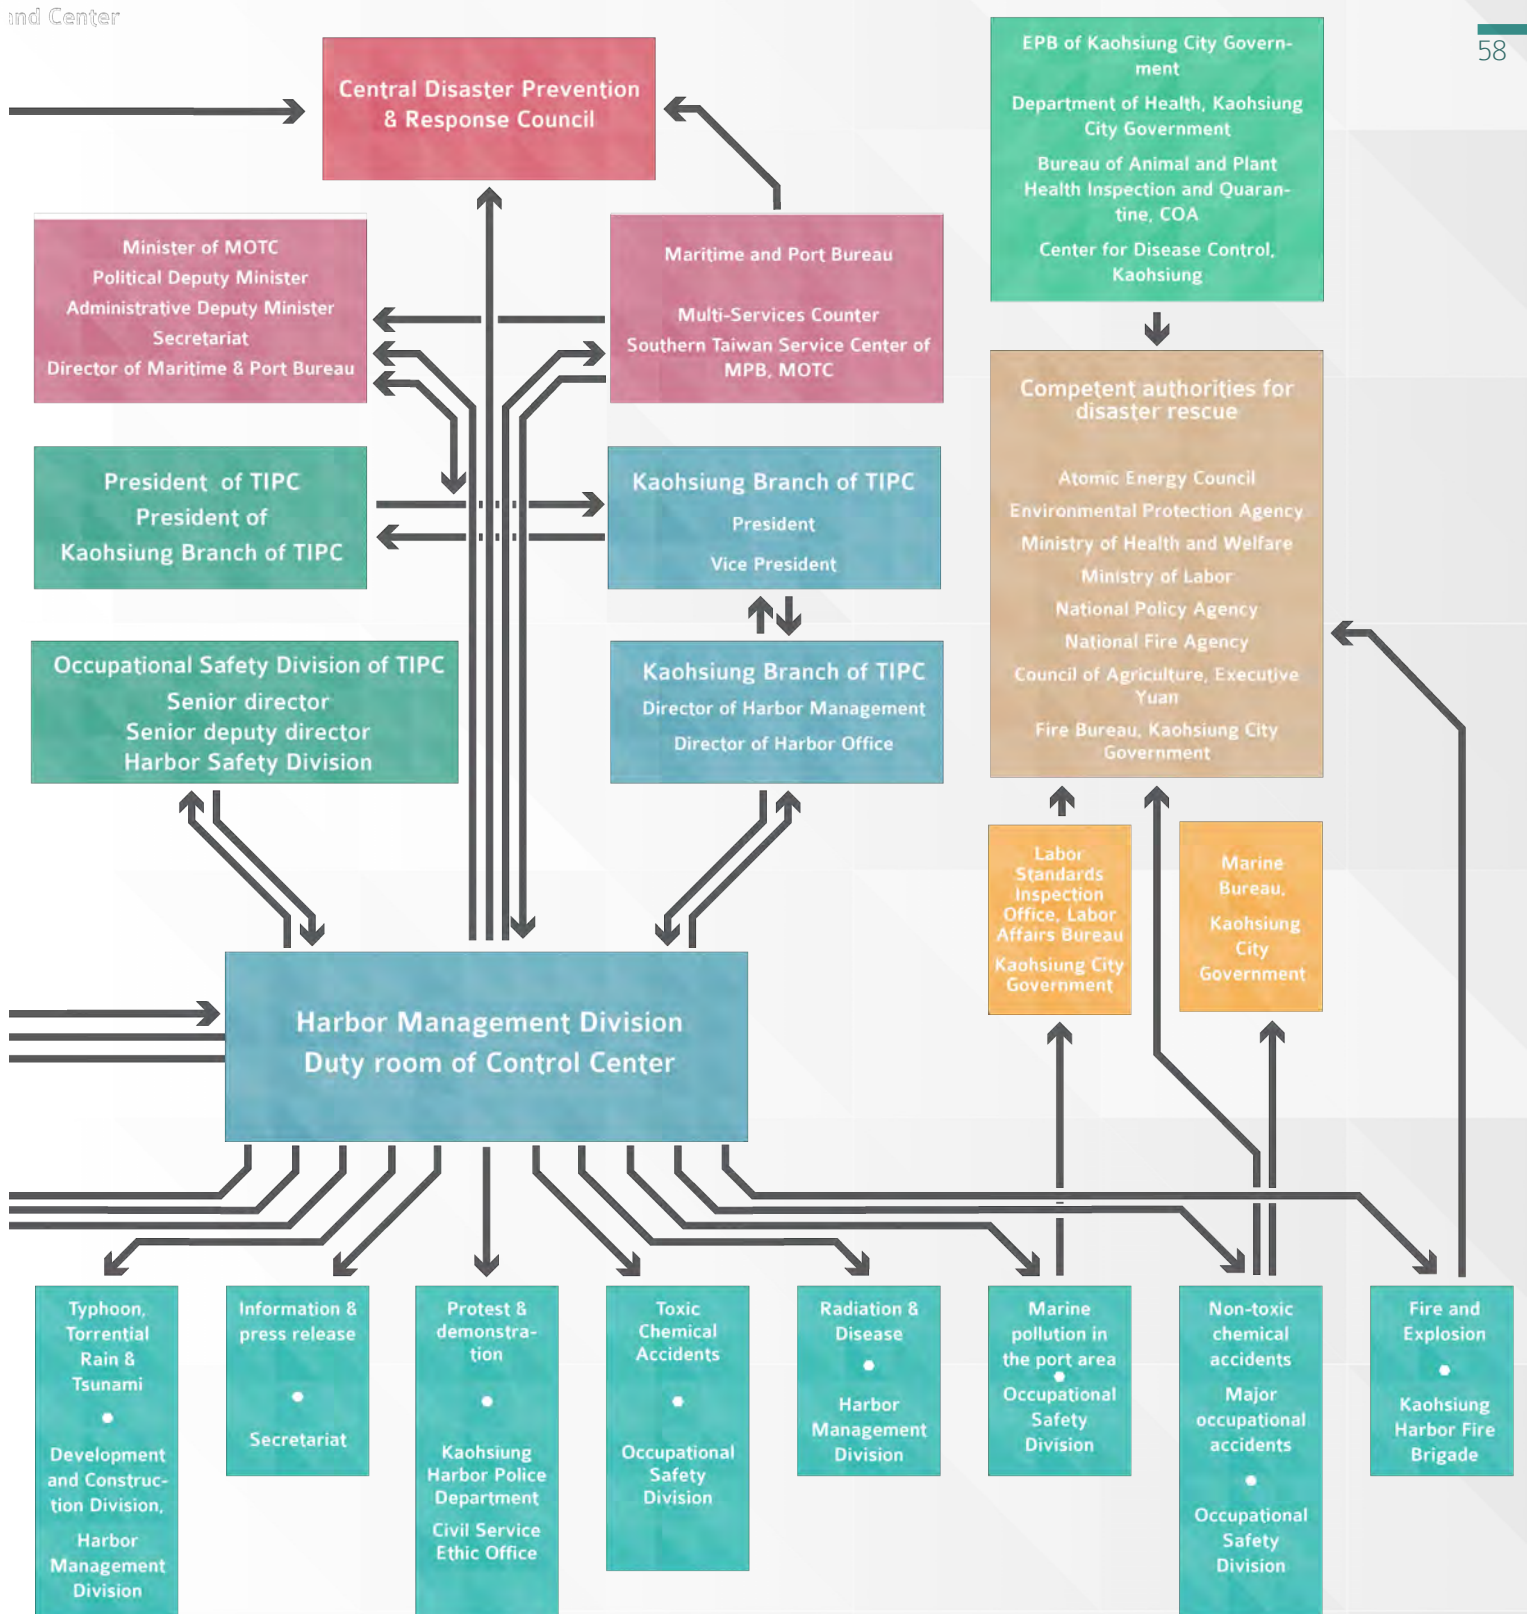 and Center
58
Central Disaster Prevention
& Response Council
EPB of Kaohsiung City Govern-
ment
Department of Health, Kaohsiung
City Government
Bureau of Animal and Plant
Health Inspection and Quaran-
tine, COA
Center for Disease Control,
Kaohsiung
Minister of MOTC
Political Deputy Minister
Administrative Deputy Minister
Secretariat
Director of Maritime & Port Bureau
Maritime and Port Bureau
Multi-Services Counter
Southern Taiwan Service Center of
MPB, MOTC
Competent authorities for
disaster rescue
Atomic Energy Council
Environmental Protection Agency
Ministry of Health and Welfare
Ministry of Labor
National Policy Agency
National Fire Agency
Council of Agriculture, Executive
Yuan
Fire Bureau, Kaohsiung City
Government
President of TIPC
President of
Kaohsiung Branch of TIPC
Kaohsiung Branch of TIPC
President
Vice President
Occupational Safety Division of TIPC
Senior director
Senior deputy director
Harbor Safety Division
Kaohsiung Branch of TIPC
Director of Harbor Management
Director of Harbor Office
Labor
Standards
Inspection
Office, Labor
Affairs Bureau
Kaohsiung City
Government
Marine
Bureau,
Kaohsiung
City
Government
Harbor Management Division
Duty room of Control Center
Typhoon,
Torrential
Rain &
Tsunami
Development
and Construc-
tion Division,
Harbor
Management
Division
Information &
press release
Secretariat
Protest &
demonstra-
tion
Kaohsiung
Harbor Police
Department
Civil Service
Ethic Office
Toxic
Chemical
Accidents
Occupational
Safety
Division
Radiation &
Disease
Harbor
Management
Division
Marine
pollution in
the port area
Occupational
Safety
Division
Non-toxic
chemical
accidents
Major
occupational
accidents
Occupational
Safety
Division
Fire and
Explosion
Kaohsiung
Harbor Fire
Brigade